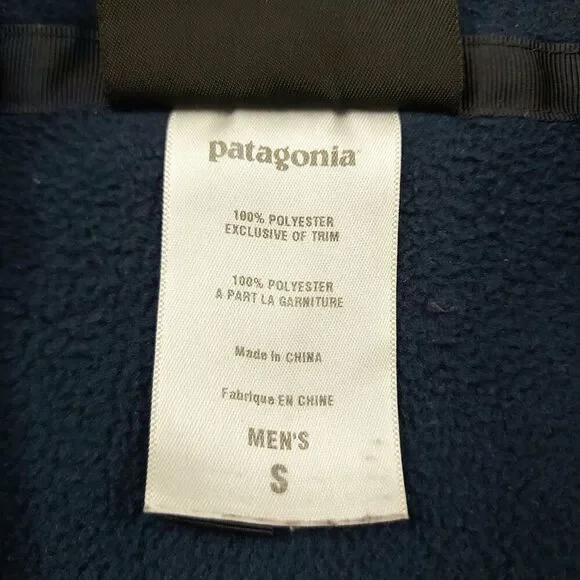 patagonia
100% POLYESTER
EXCLUSIVE OF TRIM
100% POLYESTER
A PART LA GARNITURE
Made in CHINA
Fabrique EN CHINE
MEN'S
S